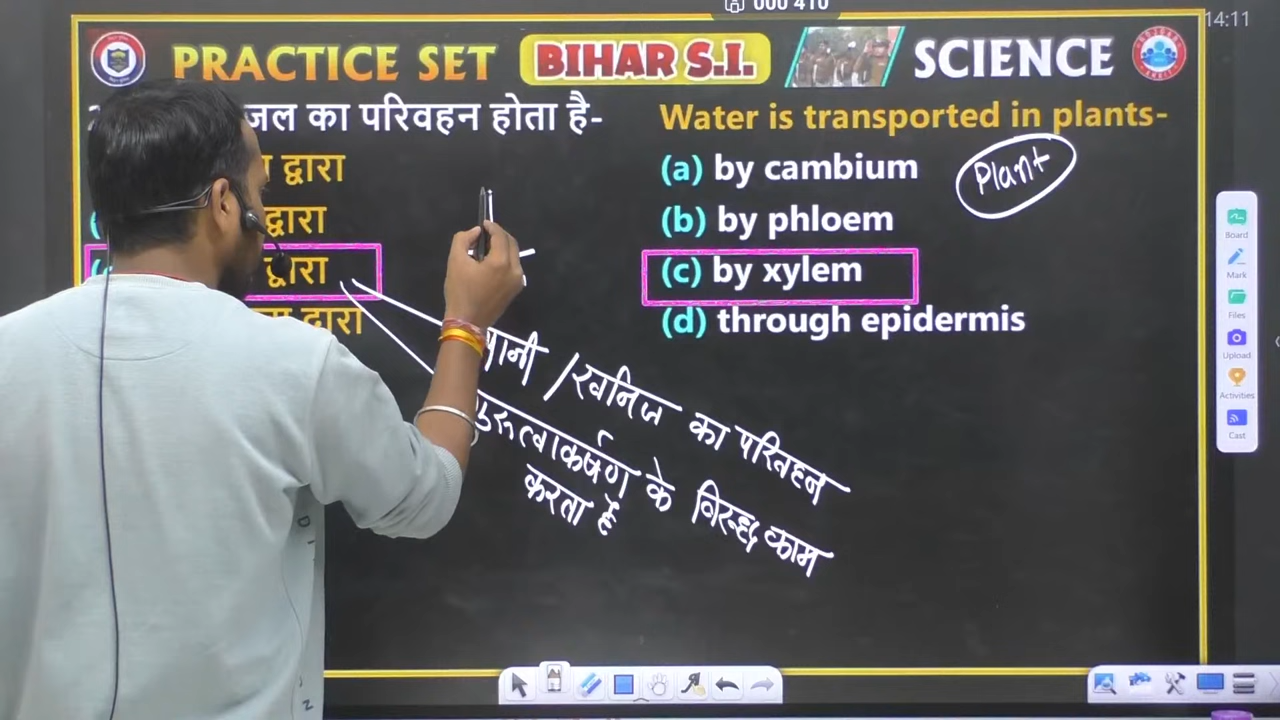 000 410
14:11
PRACTICE SET BIHAR S.I. SCIENCE
जल का परिवहन होता है-
द्वारा
द्वारा
द्वारा
द्वारा
Water is transported in plants-
(a) by cambium
(b) by phloem
(c) by xylem
(d) through epidermis
Plant
पानी / खनिज का परिवहन
गुरुत्वाकर्षण के विरुद्ध काम
करता है
Board
Mark
Files
Upload
Activities
Cast